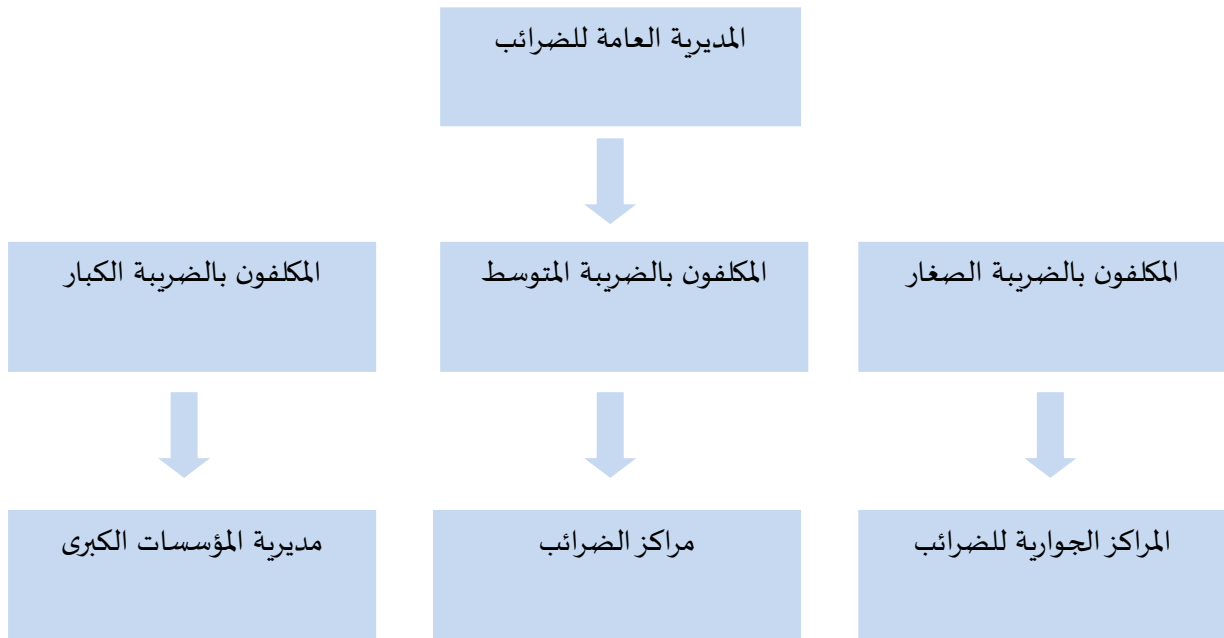 المديرية العامة للضرائب
المكلفون بالضريبة الصغار
المكلفون بالضريبة المتوسط
المكلفون بالضريبة الكبار
المراكز الجوارية للضرائب
مراكز الضرائب
مديرية المؤسسات الكبرى